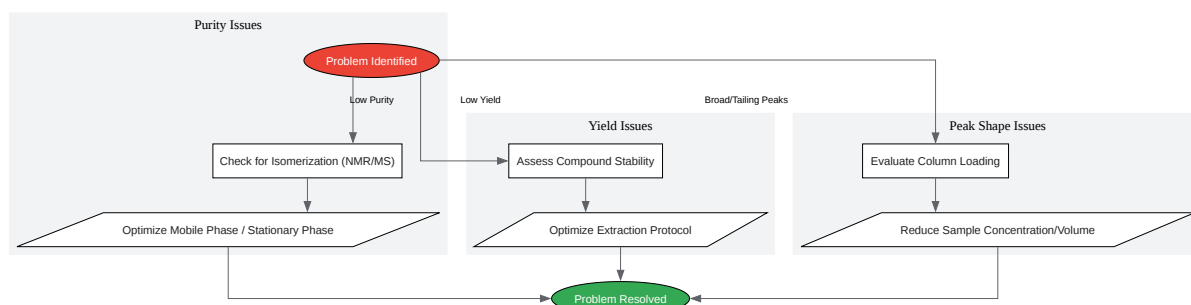 Purity Issues
Problem Identified
Low Purity
Low Yield
Broad/Tailing Peaks
Yield Issues
Peak Shape Issues
Check for Isomerization (NMR/MS)
Assess Compound Stability
Evaluate Column Loading
Optimize Mobile Phase / Stationary Phase
Optimize Extraction Protocol
Reduce Sample Concentration/Volume
Problem Resolved